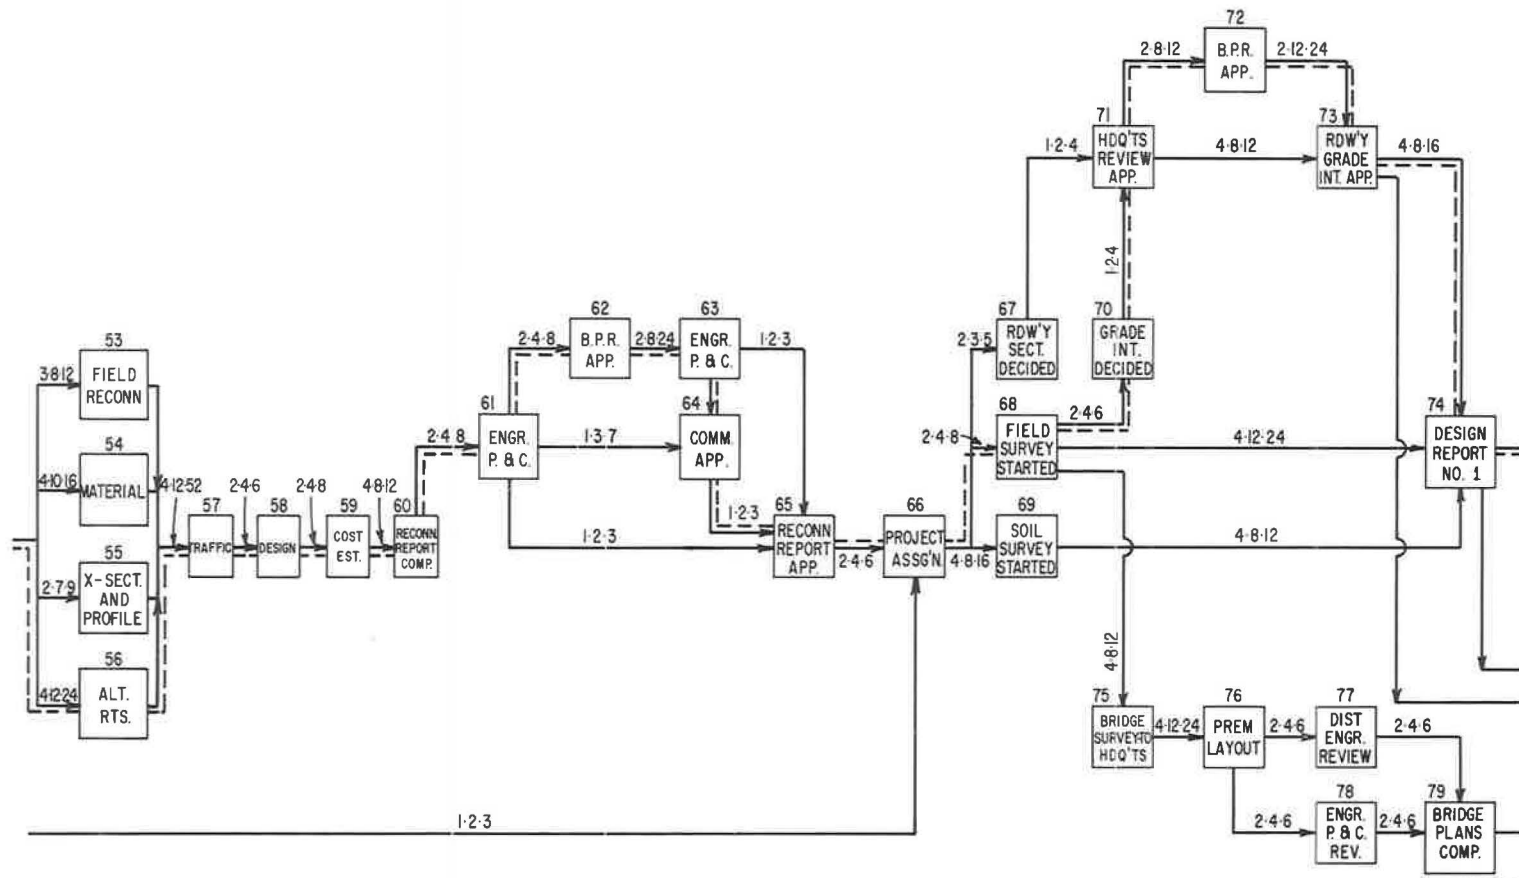 72
B.P.R.
APP.
2·8·12
2·12·24
71
HDQ'TS
REVIEW
APP.
73
RDW'Y
GRADE
INT. APP.
1·2·4
4·8·12
4·8·16
1·2·4
62
B.P.R.
APP.
63
ENGR.
P. & C.
2·4·8
2·8·24
1·2·3
67
RDW'Y
SECT.
DECIDED
2·3·5
70
GRADE
INT.
DECIDED
53
FIELD
RECONN
3·8·12
61
ENGR.
P. & C.
2·4·8
1·3·7
64
COMM.
APP.
68
FIELD
SURVEY
STARTED
2·4·8
2·4·6
4·12·24
74
DESIGN
REPORT
NO. 1
54
MATERIAL
4·10·16
4·12·52
2·4·6
2·4·8
4·8·12
57
TRAFFIC
58
DESIGN
59
COST
EST.
60
RECONN.
REPORT
COMP.
1·2·3
1·2·3
65
RECONN
REPORT
APP.
2·4·6
66
PROJECT
ASSG'N.
4·8·16
69
SOIL
SURVEY
STARTED
4·8·12
55
X-SECT.
AND
PROFILE
2·7·9
56
ALT.
RTS.
4·12·24
4·8·12
75
BRIDGE
SURVEY-TO
HDQ'TS
4·12·24
76
PREM
LAYOUT
2·4·6
77
DIST
ENGR.
REVIEW
2·4·6
1·2·3
2·4·6
78
ENGR.
P. & C.
REV.
2·4·6
79
BRIDGE
PLANS
COMP.